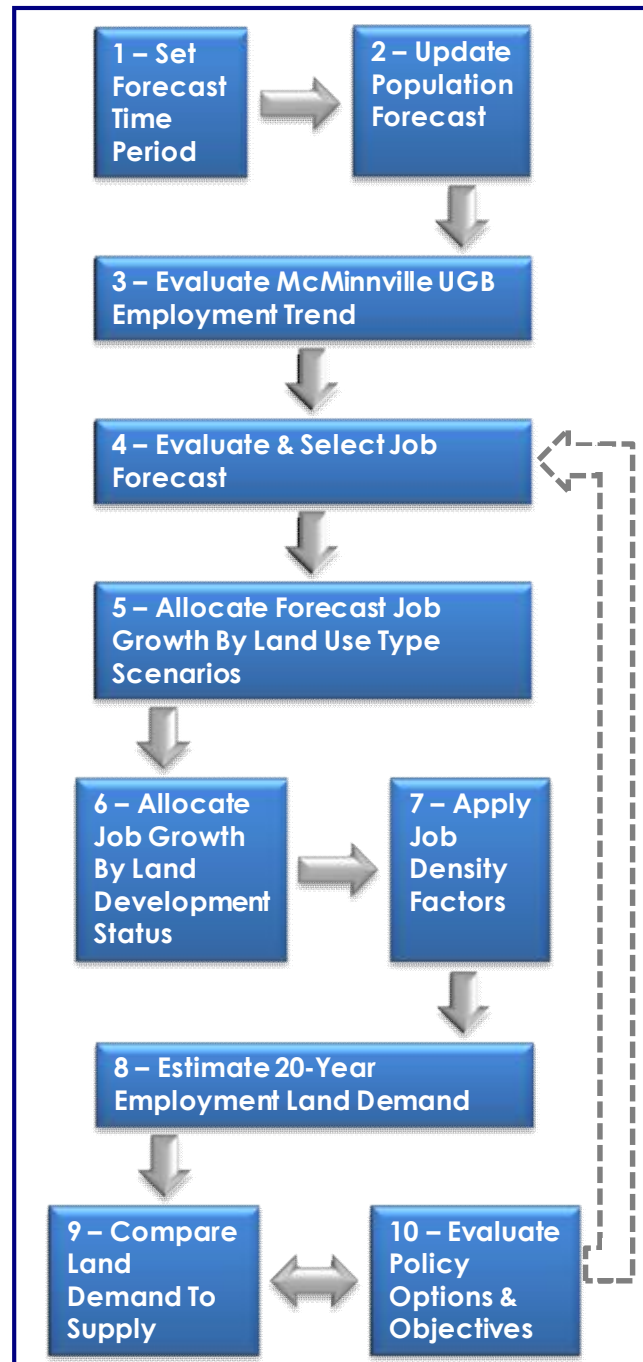 1 – Set
Forecast
Time
Period
2 – Update
Population
Forecast
3 – Evaluate McMinnville UGB
Employment Trend
4 – Evaluate & Select Job
Forecast
5 – Allocate Forecast Job
Growth By Land Use Type
Scenarios
6 – Allocate
Job Growth
By Land
Development
Status
7 – Apply
Job
Density
Factors
8 – Estimate 20-Year
Employment Land Demand
9 – Compare
Land
Demand To
Supply
10 – Evaluate
Policy
Options &
Objectives